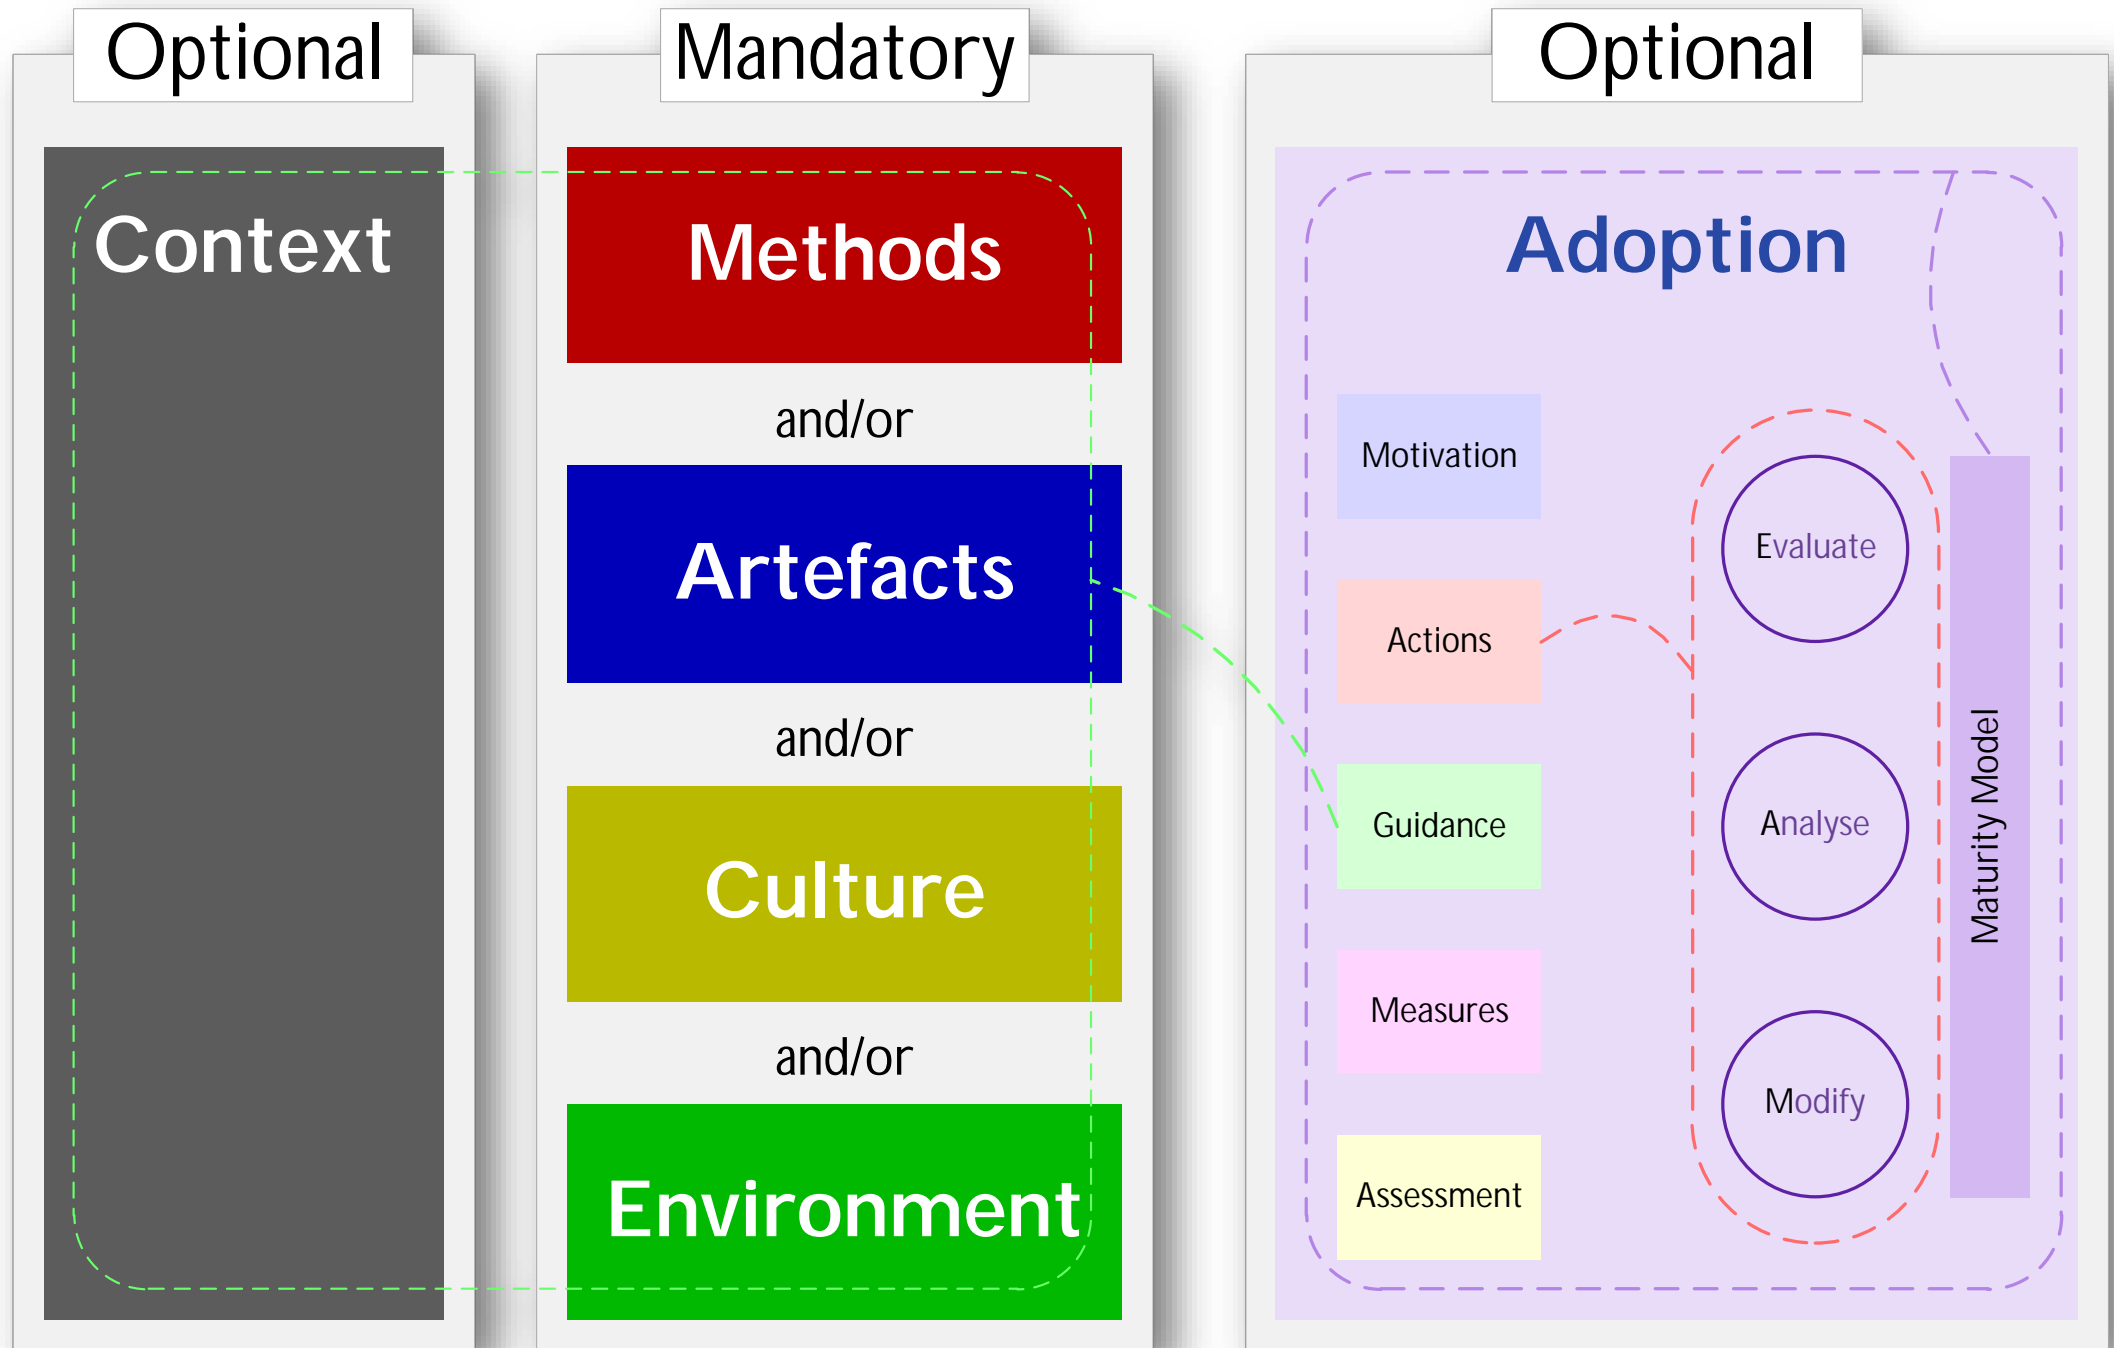 Optional
Context
Mandatory
Methods
and/or
Artefacts
and/or
Culture
and/or
Environment
Optional
Adoption
Motivation
Actions
Guidance
Measures
Assessment
Evaluate
Analyse
Modify
Maturity Model